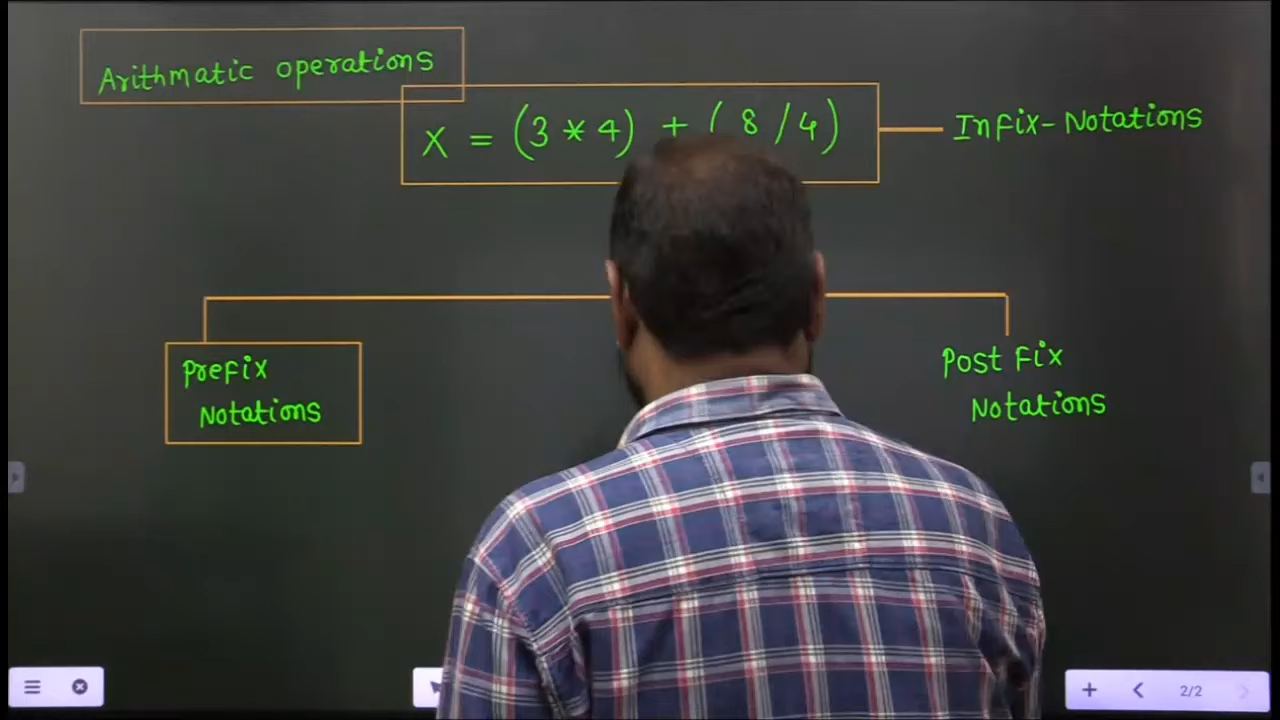 Arithmatic operations
X = (3 * 4) + ( 8 / 4)
Infix-Notations
Prefix
Notations
Post Fix
Notations
2/2